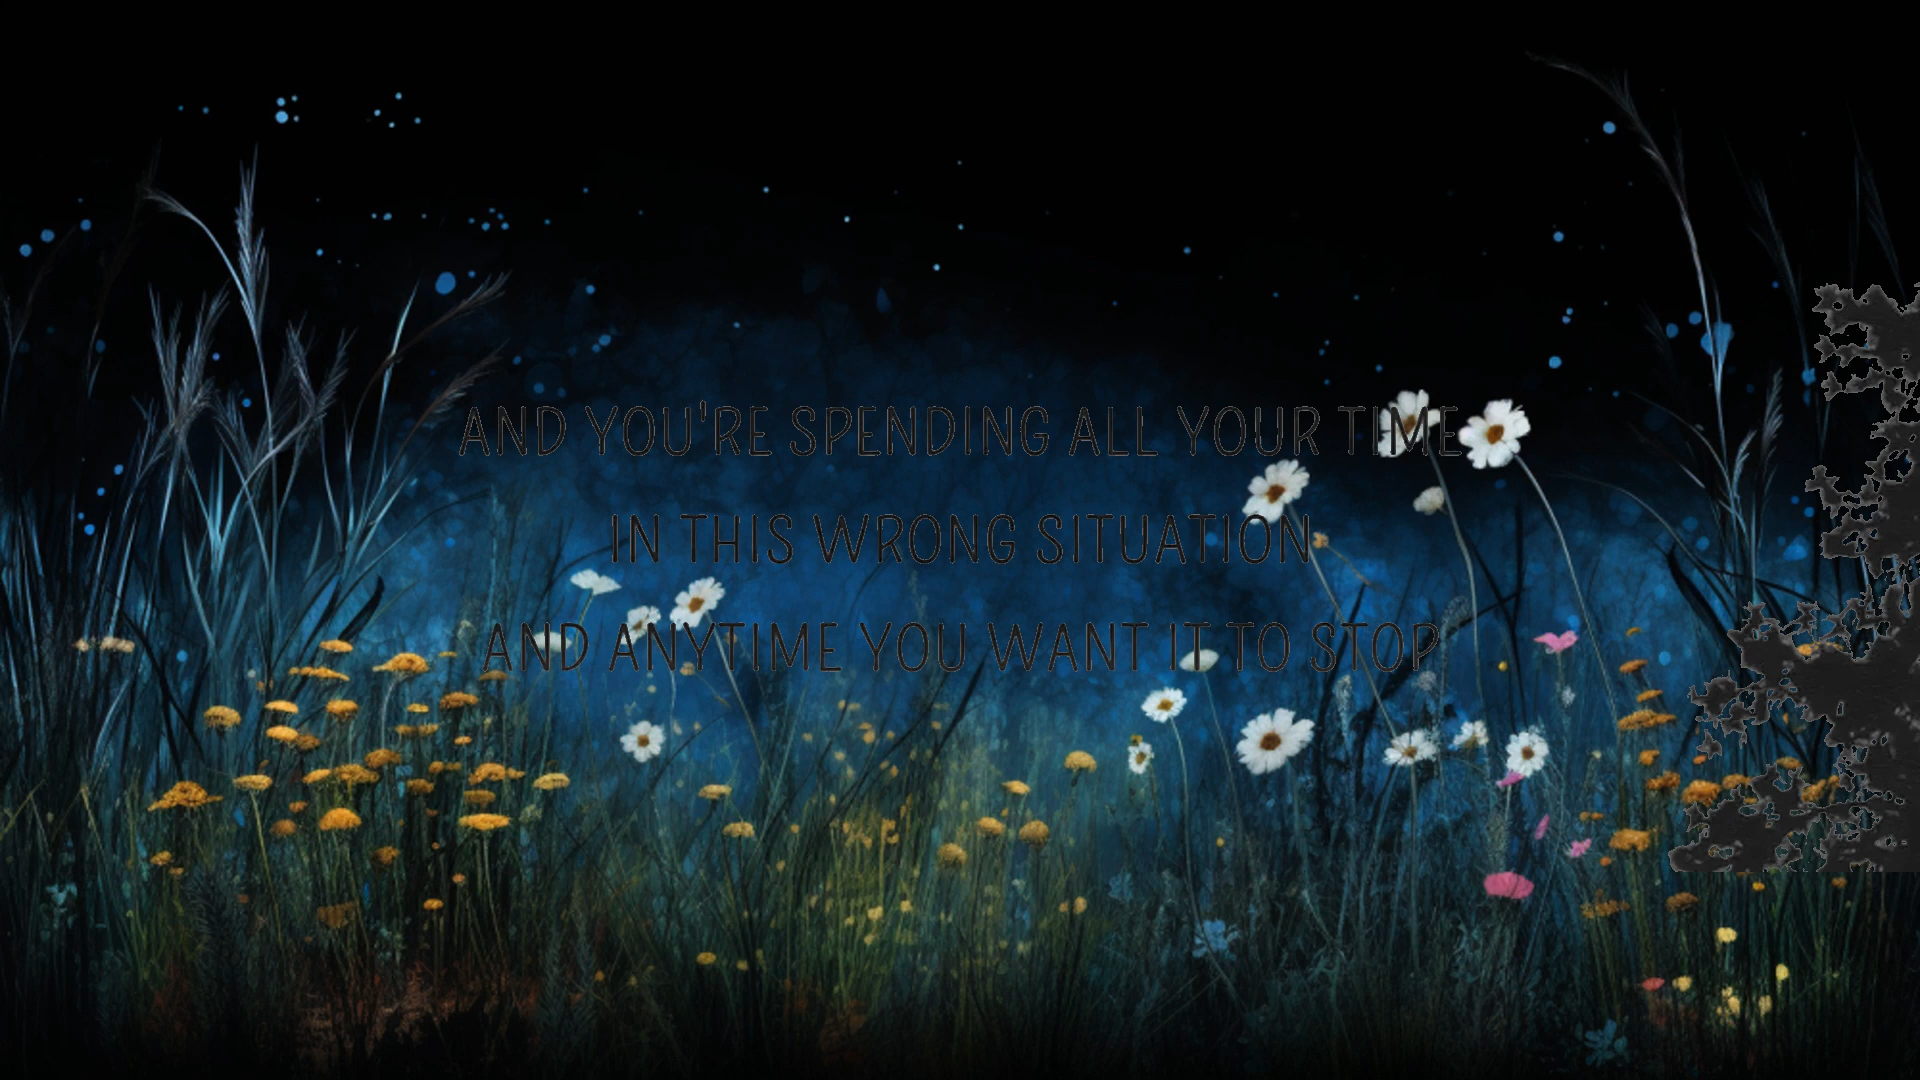 AND YOU'RE SPENDING ALL YOUR TIME
IN THIS WRONG SITUATION
AND ANYTIME YOU WANT IT TO STOP